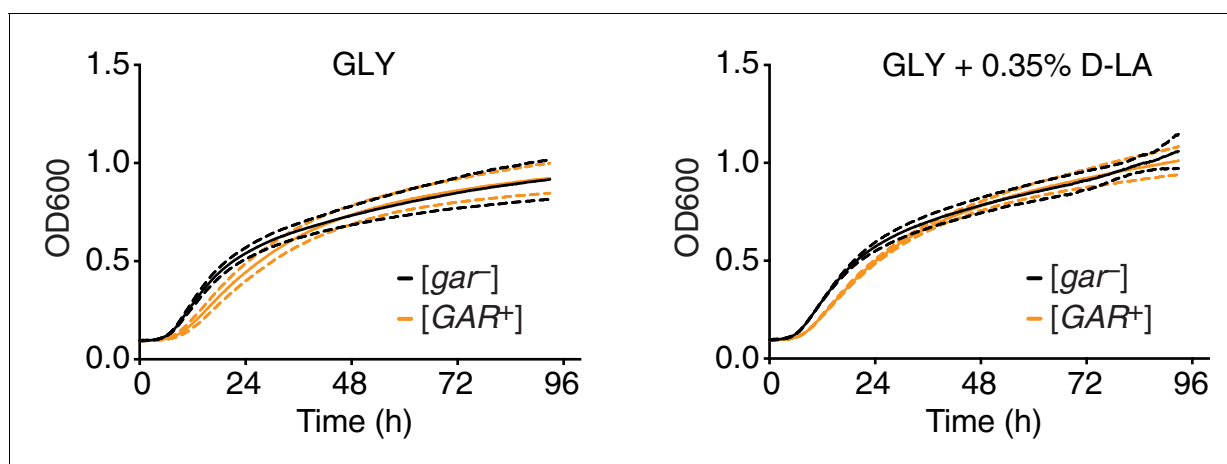 GLY
1.5
1.0
0.5
0.0
OD600
[gar⁻]
[GAR⁺]
0 24 48 72 96
Time (h)
GLY + 0.35% D-LA
1.5
1.0
0.5
0.0
OD600
[gar⁻]
[GAR⁺]
0 24 48 72 96
Time (h)